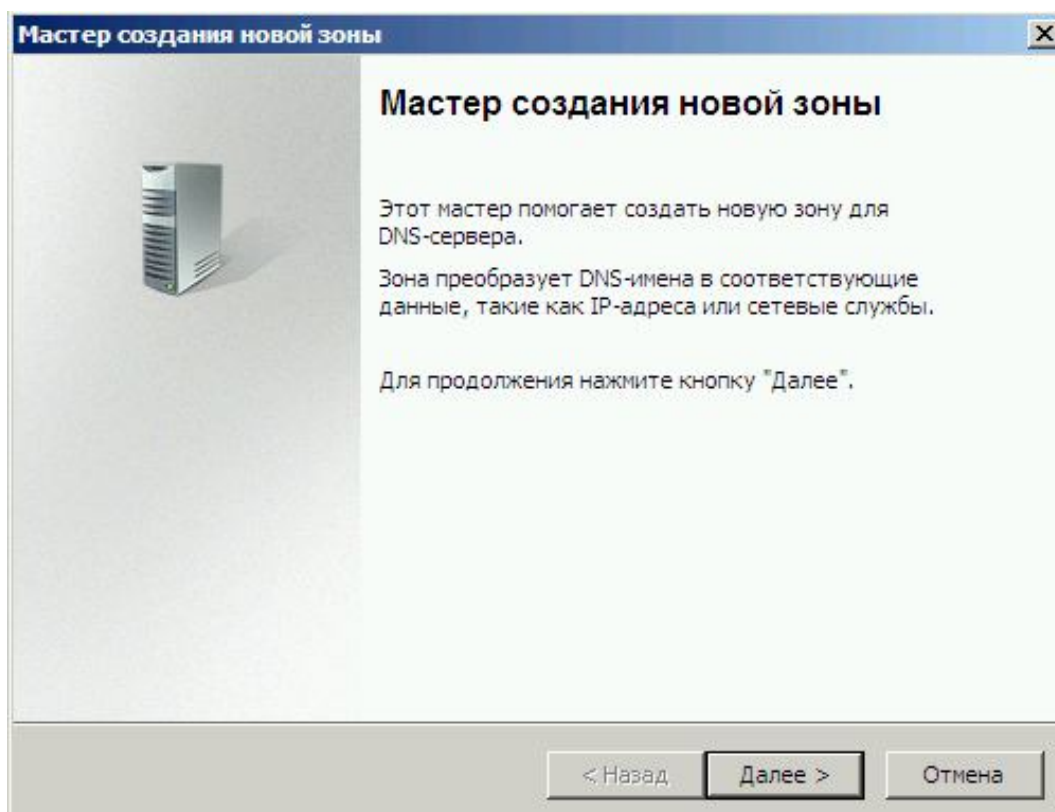 Мастер создания новой зоны
Мастер создания новой зоны
Этот мастер помогает создать новую зону для
DNS-сервера.
Зона преобразует DNS-имена в соответствующие
данные, такие как IP-адреса или сетевые службы.
Для продолжения нажмите кнопку "Далее".
< Назад
Далее >
Отмена